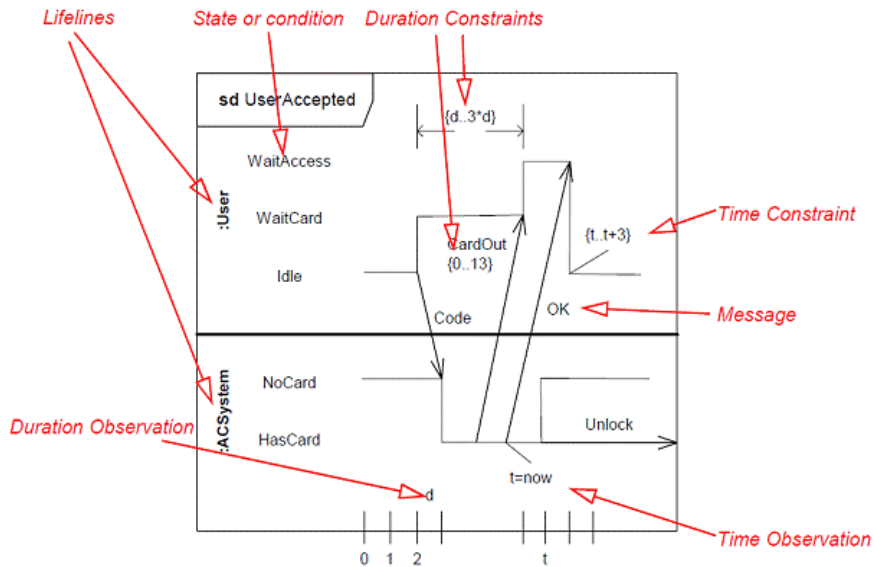 Lifelines
State or condition
Duration Constraints
sd UserAccepted
{d..3*d}
WaitAccess
:User
WaitCard
Time Constraint
CardOut
{t..t+3}
{0..13}
Idle
Code
OK
Message
:ACSystem
NoCard
Duration Observation
HasCard
Unlock
t=now
d
Time Observation
0 1 2 t